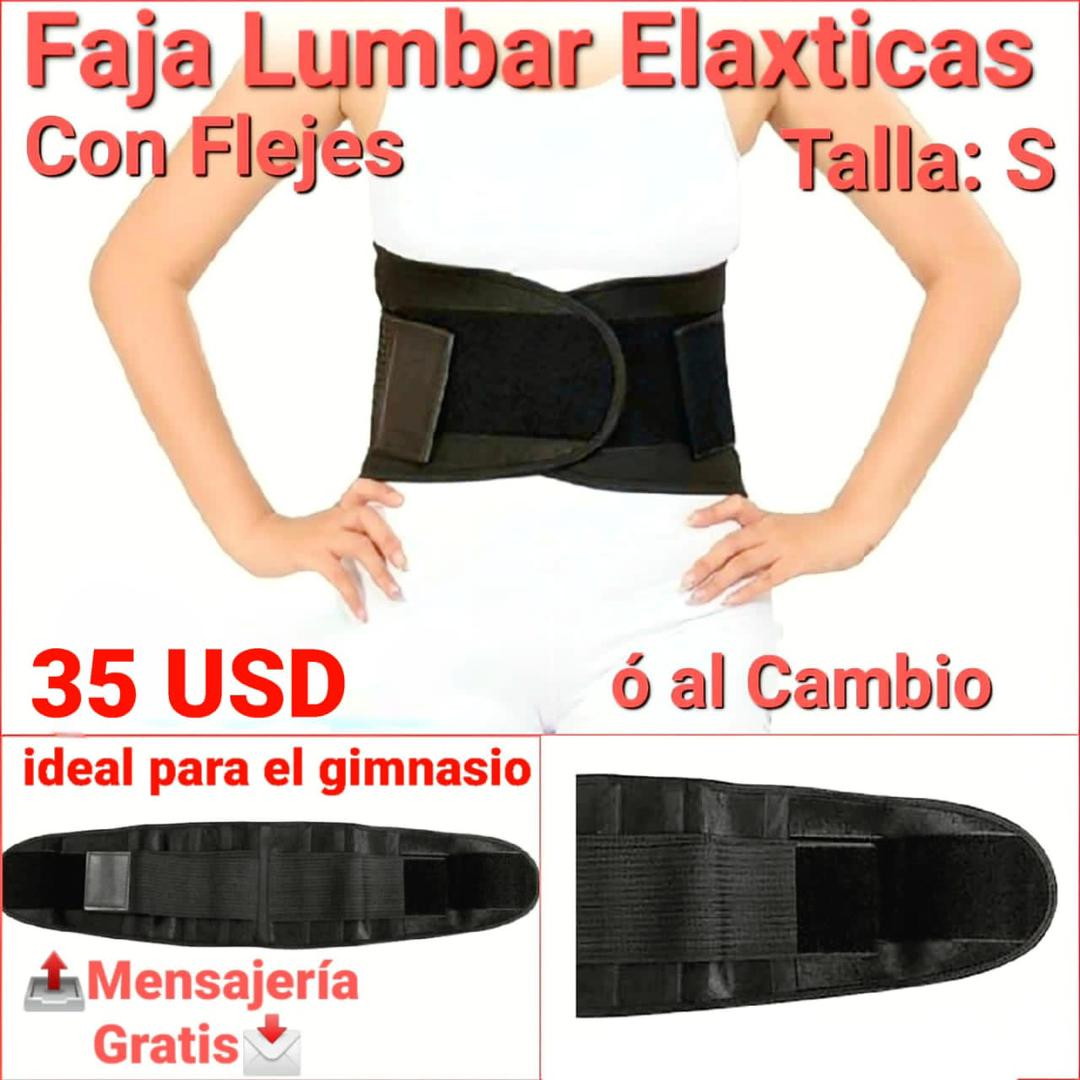 Faja Lumbar Elaxticas
Con Flejes
Talla: S
35 USD
ó al Cambio
ideal para el gimnasio
Mensajería
Gratis